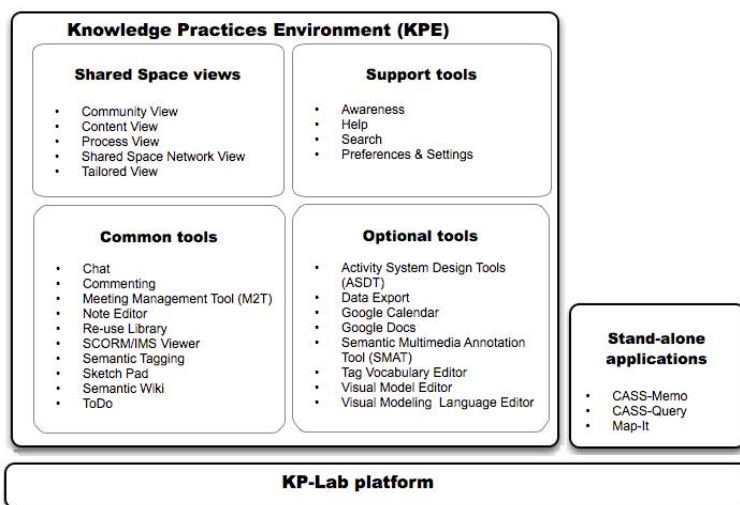 Knowledge Practices Environment (KPE)
Shared Space views
• Community View
• Content View
• Process View
• Shared Space Network View
• Tailored View
Support tools
• Awareness
• Help
• Search
• Preferences & Settings
Common tools
• Chat
• Commenting
• Meeting Management Tool (M2T)
• Note Editor
• Re-use Library
• SCORM/IMS Viewer
• Semantic Tagging
• Sketch Pad
• Semantic Wiki
• ToDo
Optional tools
• Activity System Design Tools
(ASDT)
• Data Export
• Google Calendar
• Google Docs
• Semantic Multimedia Annotation
Tool (SMAT)
• Tag Vocabulary Editor
• Visual Model Editor
• Visual Modeling Language Editor
Stand-alone
applications
• CASS-Memo
• CASS-Query
• Map-It
KP-Lab platform